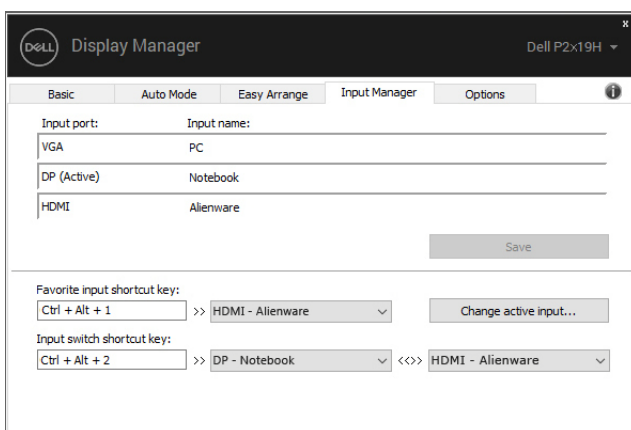 x
DELL Display Manager Dell P2x19H
Basic Auto Mode Easy Arrange Input Manager Options
Input port: Input name:
VGA PC
DP (Active) Notebook
HDMI Alienware
Save
Favorite input shortcut key:
Ctrl + Alt + 1 >> HDMI - Alienware Change active input...
Input switch shortcut key:
Ctrl + Alt + 2 >> DP - Notebook <<>> HDMI - Alienware